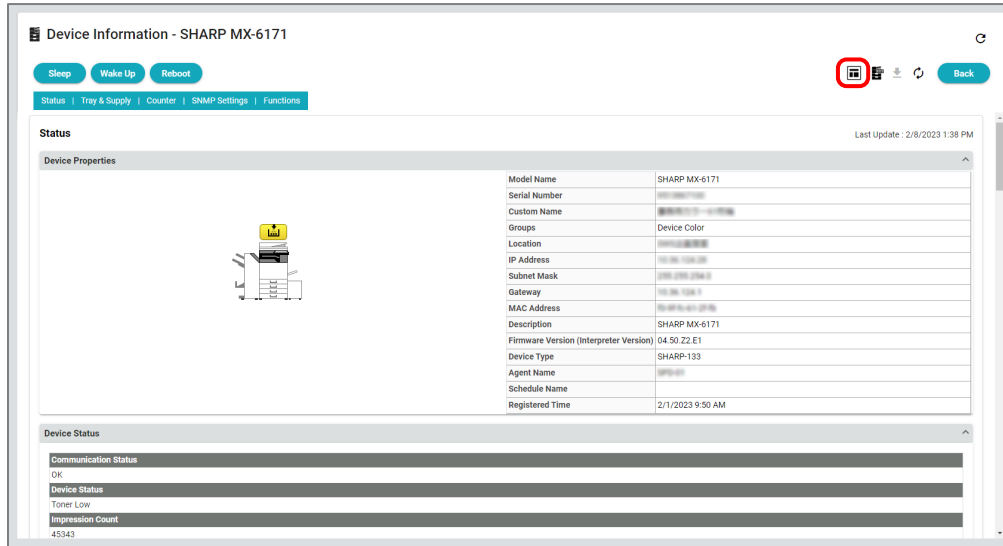 Device Information - SHARP MX-6171
Sleep Wake Up Reboot Back
Status | Tray & Supply | Counter | SNMP Settings | Functions
Status Last Update : 2/8/2023 1:38 PM
Device Properties
Model Name SHARP MX-6171
Serial Number
Custom Name
Groups Device Color
Location
IP Address
Subnet Mask
Gateway
MAC Address
Description SHARP MX-6171
Firmware Version (Interpreter Version) 04.50.Z2.E1
Device Type SHARP-133
Agent Name
Schedule Name
Registered Time 2/1/2023 9:50 AM
Device Status
Communication Status
OK
Device Status
Toner Low
Impression Count
45343